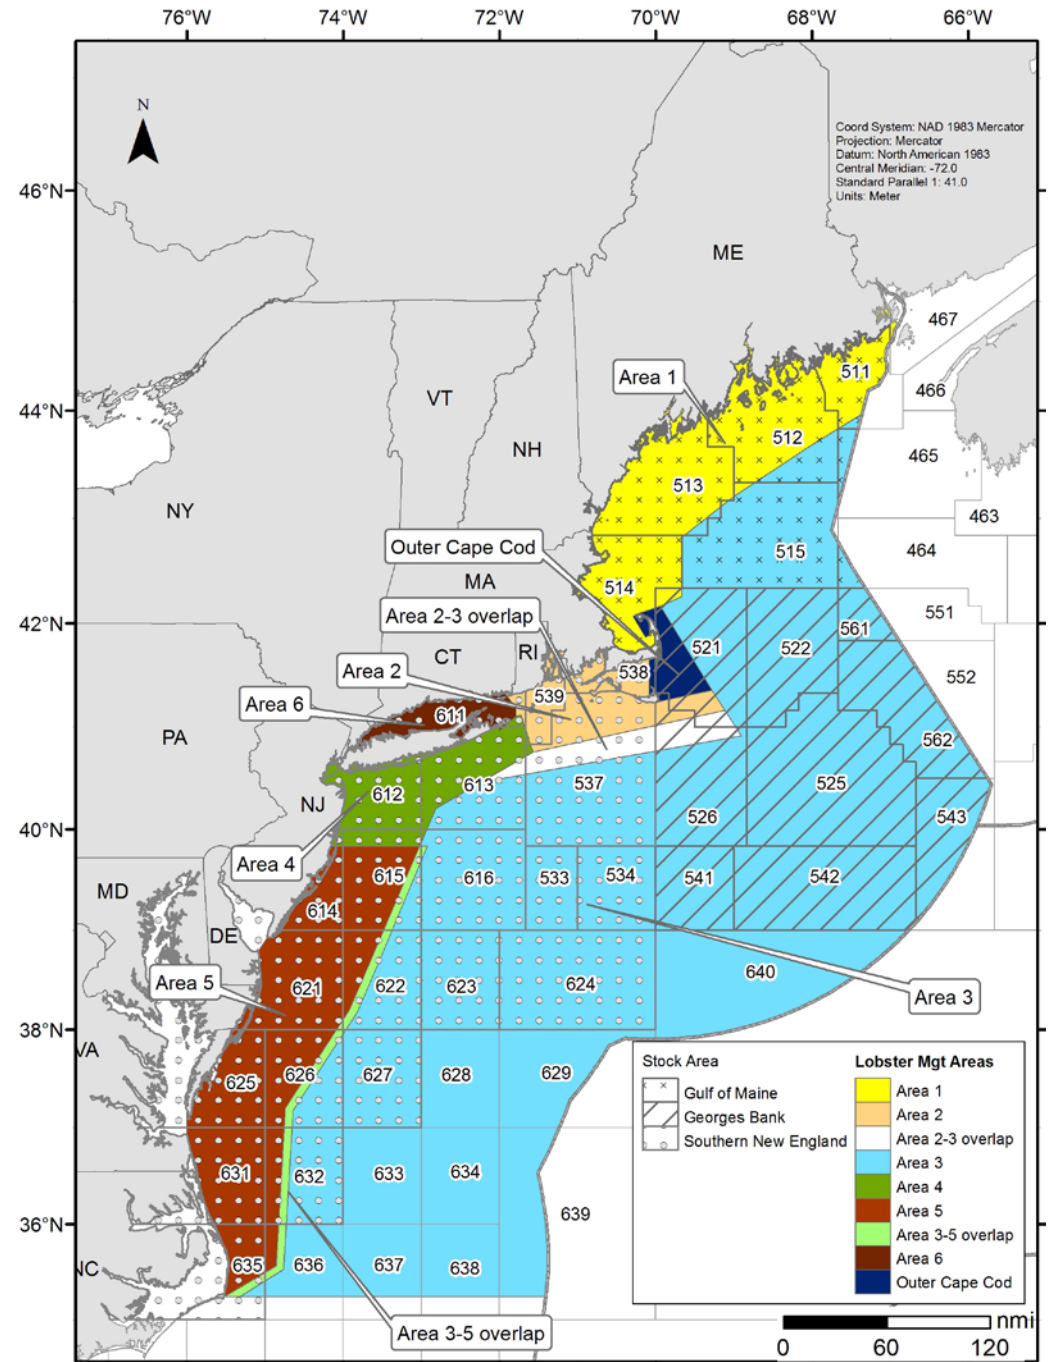 76°W 74°W 72°W 70°W 68°W 66°W
N
Coord System: NAD 1983 Mercator
Projection: Mercator
Datum: North American 1983
Central Meridian: -72.0
Standard Parallel 1: 41.0
Units: Meter
46°N
ME
467
511
Area 1
466
VT
44°N
512
NH
465
513
NY
463
Outer Cape Cod
515
464
MA
514
Area 2-3 overlap
551
42°N
561
521
522
RI
CT
538
Area 2
552
539
Area 6
611
PA
562
537
525
613
612
NJ
526
543
40°N
Area 4
615
616
533
534
541
542
MD
614
DE
640
Area 5
621
622
623
624
Area 3
38°N
VA
625
626
627
628
629
631
632
633
634
639
36°N
635
636
637
638
NC
Area 3-5 overlap
Stock Area
Gulf of Maine
Georges Bank
Southern New England
Lobster Mgt Areas
Area 1
Area 2
Area 2-3 overlap
Area 3
Area 4
Area 5
Area 3-5 overlap
Area 6
Outer Cape Cod
nmi
0 60 120